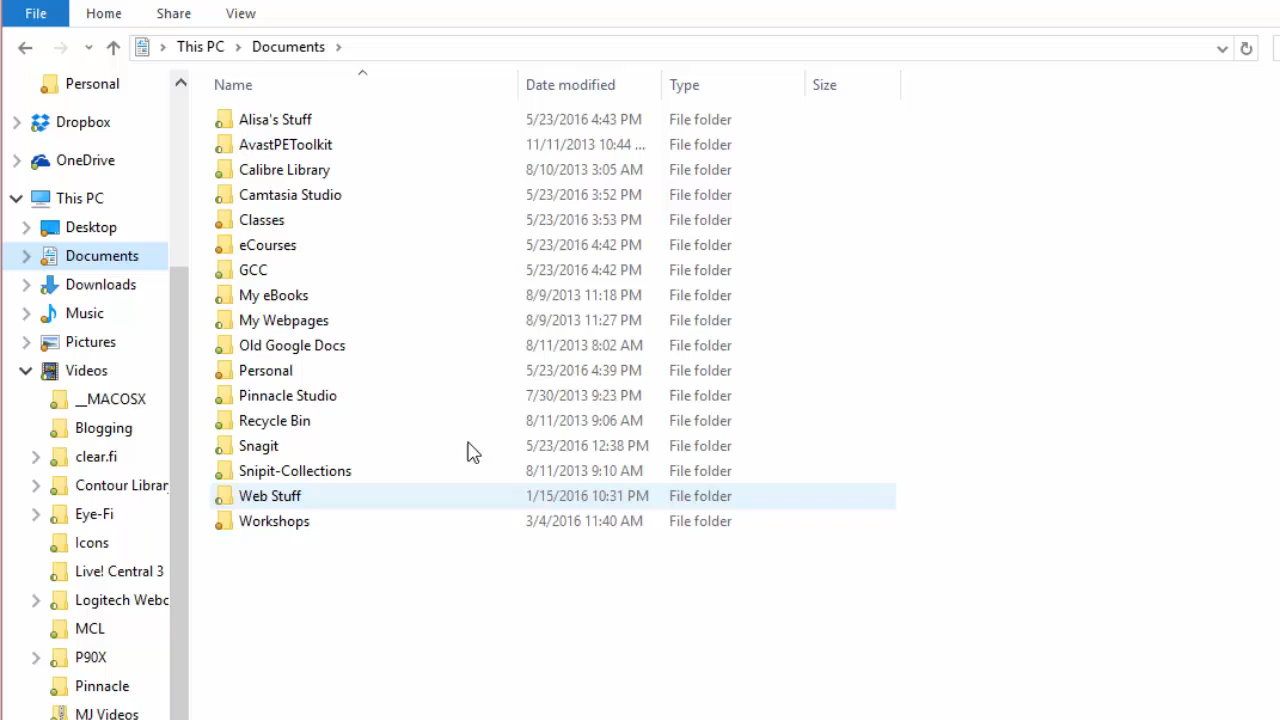 File Home Share View
This PC Documents
Name Date modified Type Size
Personal
Dropbox
OneDrive
This PC
Desktop
Documents
Downloads
Music
Pictures
Videos
__MACOSX
Blogging
clear.fi
Contour Librar
Eye-Fi
Icons
Live! Central 3
Logitech Webc
MCL
P90X
Pinnacle
MJ Videos
Alisa's Stuff 5/23/2016 4:43 PM File folder
AvastPEToolkit 11/11/2013 10:44 ... File folder
Calibre Library 8/10/2013 3:05 AM File folder
Camtasia Studio 5/23/2016 3:52 PM File folder
Classes 5/23/2016 3:53 PM File folder
eCourses 5/23/2016 4:42 PM File folder
GCC 5/23/2016 4:42 PM File folder
My eBooks 8/9/2013 11:18 PM File folder
My Webpages 8/9/2013 11:27 PM File folder
Old Google Docs 8/11/2013 8:02 AM File folder
Personal 5/23/2016 4:39 PM File folder
Pinnacle Studio 7/30/2013 9:23 PM File folder
Recycle Bin 8/11/2013 9:06 AM File folder
Snagit 5/23/2016 12:38 PM File folder
Snipit-Collections 8/11/2013 9:10 AM File folder
Web Stuff 1/15/2016 10:31 PM File folder
Workshops 3/4/2016 11:40 AM File folder